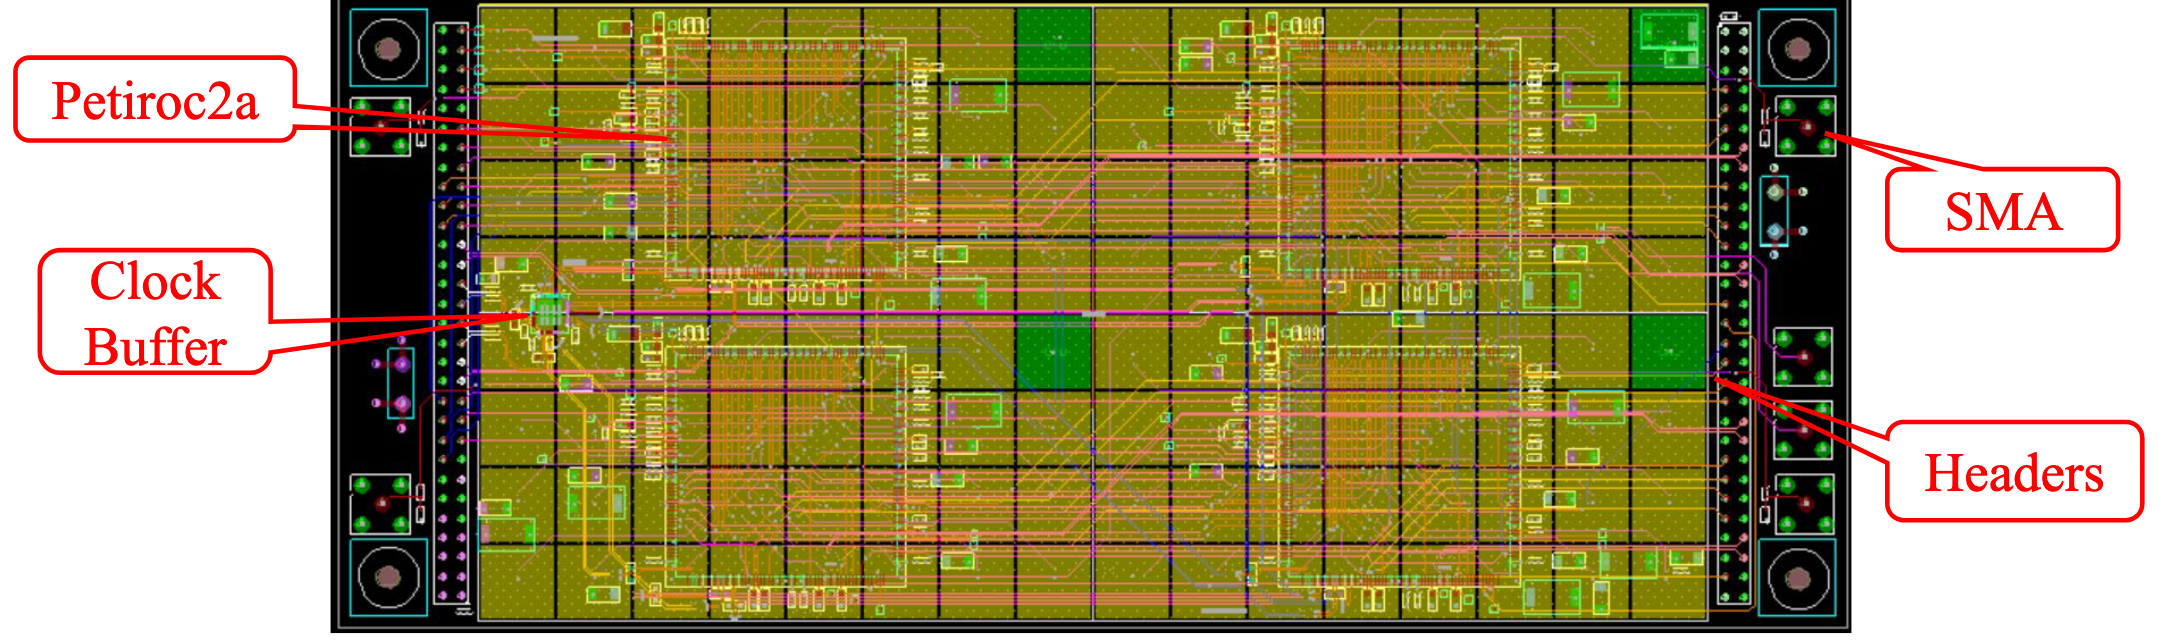 Petiroc2a
SMA
Clock
Buffer
Headers